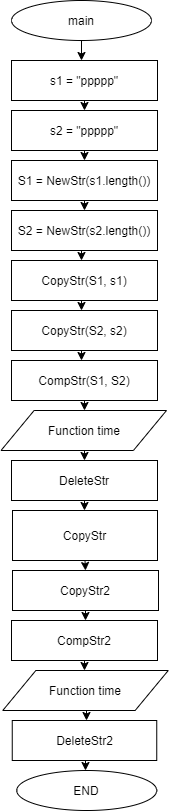 main
s1 = "ppppp"
s2 = "ppppp"
S1 = NewStr(s1.length())
S2 = NewStr(s2.length())
CopyStr(S1, s1)
CopyStr(S2, s2)
CompStr(S1, S2)
Function time
DeleteStr
CopyStr
CopyStr2
CompStr2
Function time
DeleteStr2
END